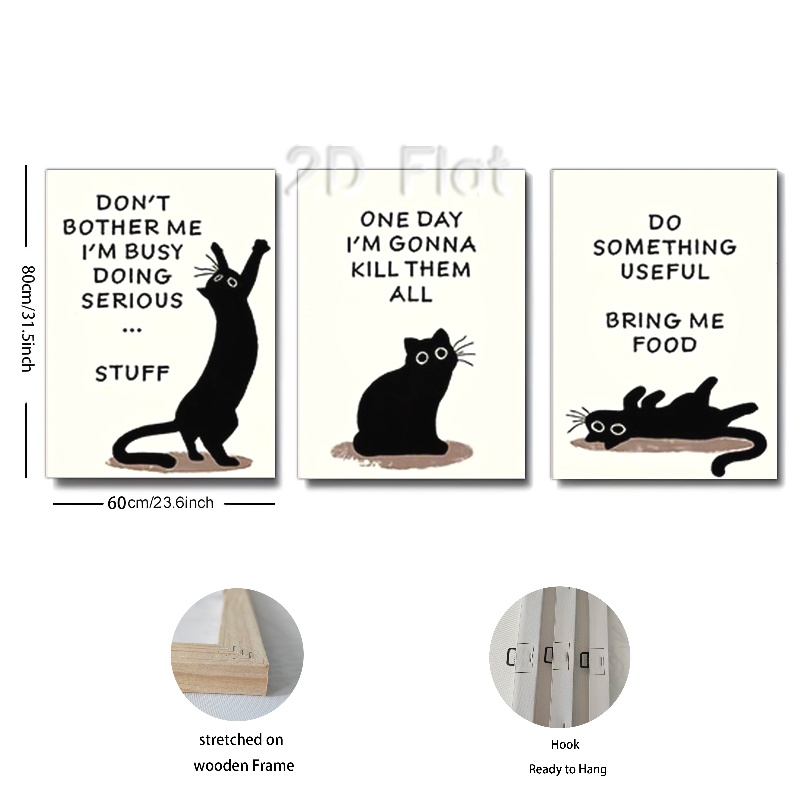 2D Flat
DON'T
BOTHER ME
I'M BUSY
DOING
SERIOUS
...
STUFF
ONE DAY
I'M GONNA
KILL THEM
ALL
DO
SOMETHING
USEFUL
BRING ME
FOOD
80cm/31.5inch
60cm/23.6inch
stretched on
wooden Frame
Hook
Ready to Hang